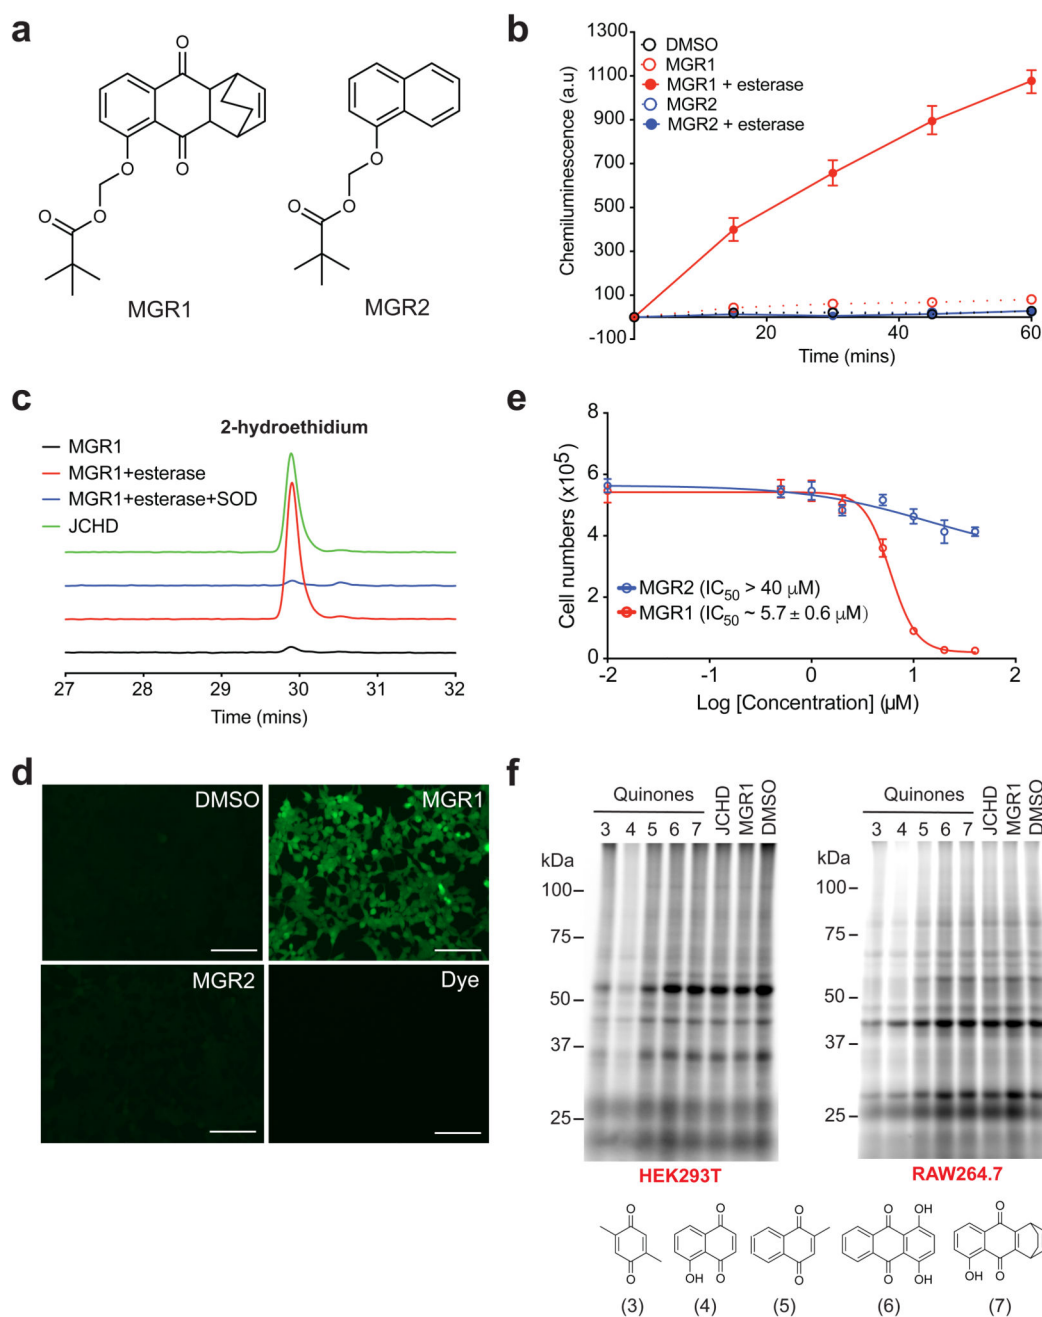 a
O
O
O
O
O
MGR1
O
O
O
MGR2
b
Chemiluminescence (a.u)
1300
1100
900
700
500
300
100
-100
DMSO
MGR1
MGR1 + esterase
MGR2
MGR2 + esterase
20
40
60
Time (mins)
c
2-hydroethidium
MGR1
MGR1+esterase
MGR1+esterase+SOD
JCHD
27
28
29
30
31
32
Time (mins)
e
Cell numbers (x10⁵)
8
6
4
2
0
MGR2 (IC₅₀ > 40 µM)
MGR1 (IC₅₀ ~ 5.7 ± 0.6 µM)
-2
-1
0
1
2
Log [Concentration] (µM)
d
DMSO
MGR1
MGR2
Dye
f
Quinones
3 4 5 6 7 JCHD MGR1 DMSO
kDa
100
75
50
37
25
HEK293T
Quinones
3 4 5 6 7 JCHD MGR1 DMSO
kDa
100
75
50
37
25
RAW264.7
O
O
(3)
O
OH O
(4)
O
O
(5)
O OH
O OH
(6)
O
OH O
(7)